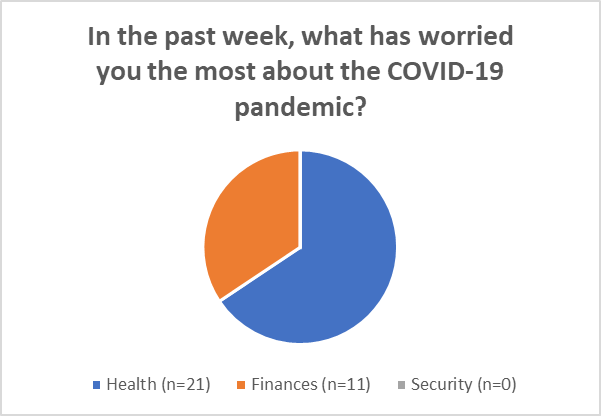 In the past week, what has worried
you the most about the COVID-19
pandemic?
Health (n=21) Finances (n=11) Security (n=0)